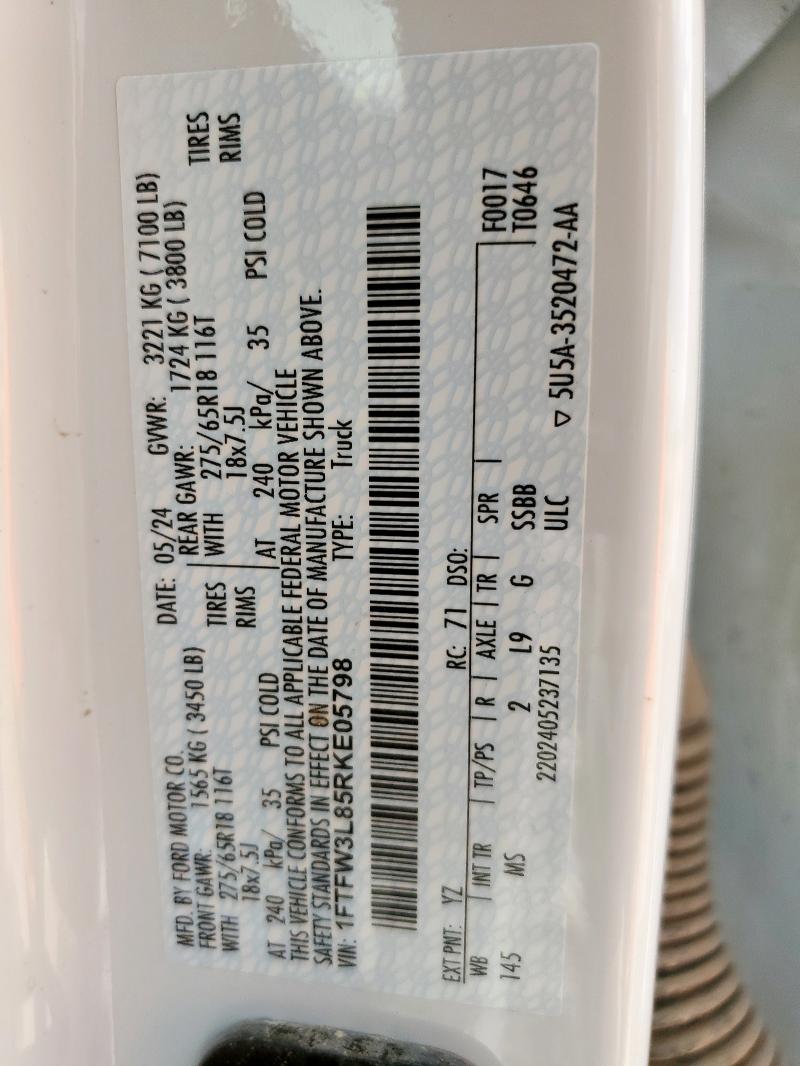 MFD. BY FORD MOTOR CO.
DATE: 05/24 GVWR: 3221 KG ( 7100 LB)
FRONT GAWR: 1565 KG ( 3450 LB)
REAR GAWR: 1724 KG ( 3800 LB)
WITH 275/65R18 116T TIRES
WITH 275/65R18 116T TIRES
18x7.5J RIMS
18x7.5J RIMS
AT 240 kPa/ 35 PSI COLD
AT 240 kPa/ 35 PSI COLD
THIS VEHICLE CONFORMS TO ALL APPLICABLE FEDERAL MOTOR VEHICLE
SAFETY STANDARDS IN EFFECT ON THE DATE OF MANUFACTURE SHOWN ABOVE.
VIN: 1FTFW3L85RKE05798 TYPE: Truck
EXT PNT: YZ RC: 71 DSO: F0017
WB INT TR TP/PS R AXLE TR SPR T0646
145 MS 2 L9 G SSBB
2202405237135 ULC ▽ 5U5A-3520472-AA